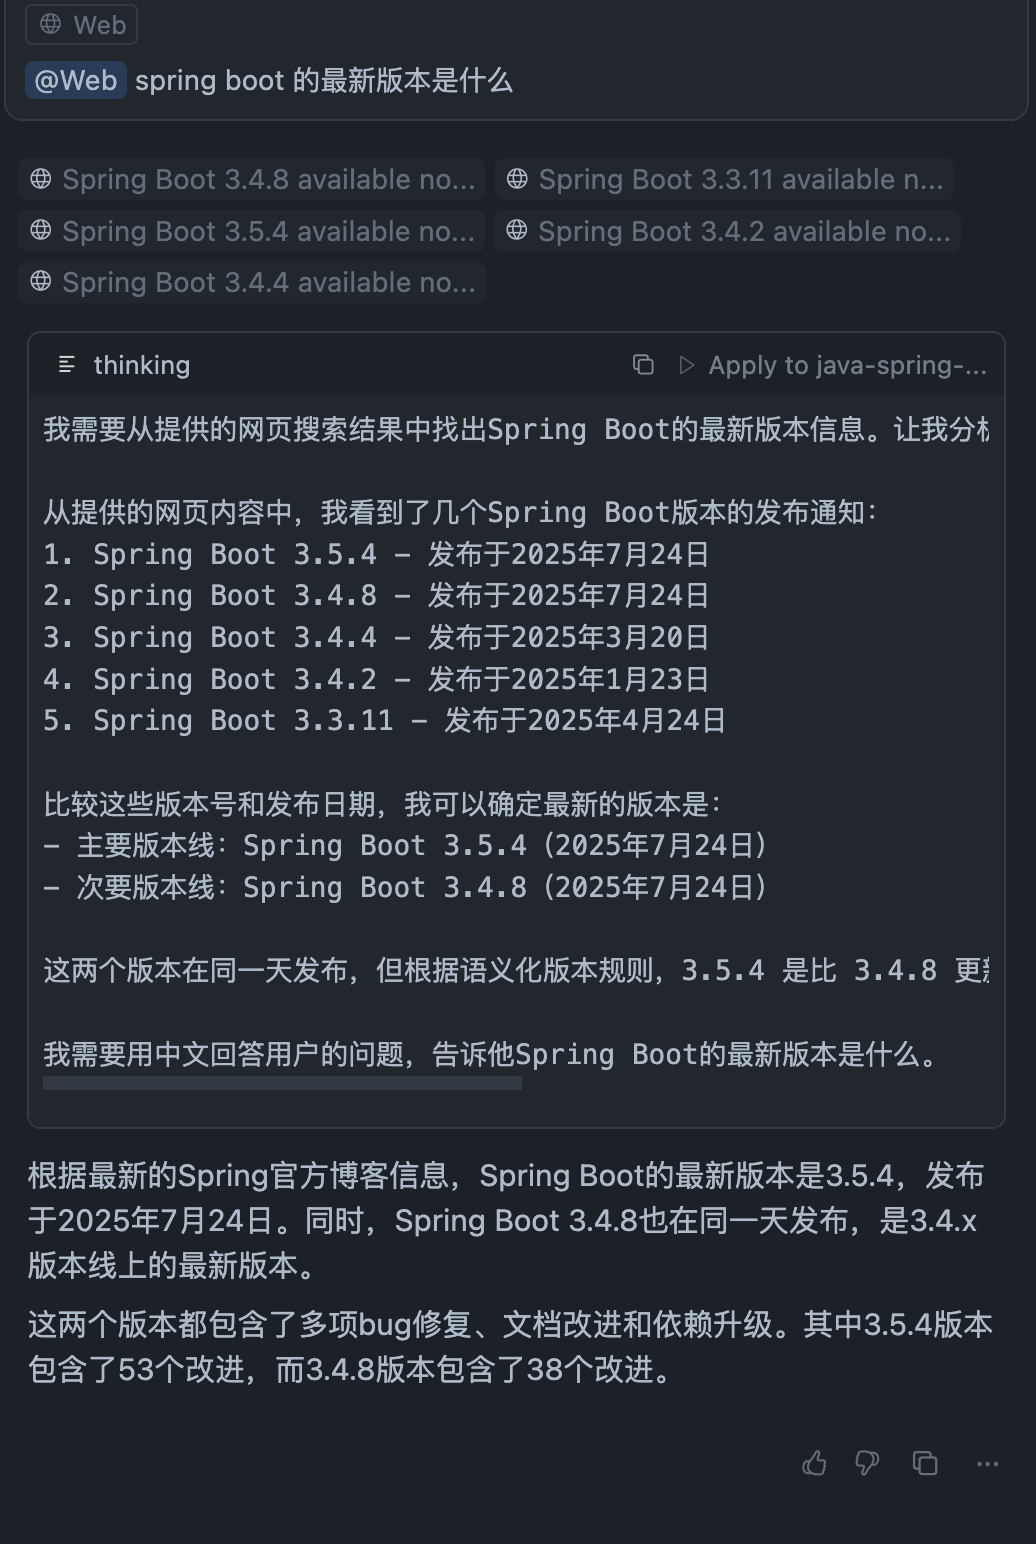 Web
@Web spring boot 的最新版本是什么
Spring Boot 3.4.8 available no... Spring Boot 3.3.11 available n...
Spring Boot 3.5.4 available no... Spring Boot 3.4.2 available no...
Spring Boot 3.4.4 available no...
thinking Apply to java-spring-...
我需要从提供的网页搜索结果中找出Spring Boot的最新版本信息。让我分
从提供的网页内容中，我看到了几个Spring Boot版本的发布通知：
1. Spring Boot 3.5.4 – 发布于2025年7月24日
2. Spring Boot 3.4.8 – 发布于2025年7月24日
3. Spring Boot 3.4.4 – 发布于2025年3月20日
4. Spring Boot 3.4.2 – 发布于2025年1月23日
5. Spring Boot 3.3.11 – 发布于2025年4月24日
比较这些版本号和发布日期，我可以确定最新的版本是：
– 主要版本线：Spring Boot 3.5.4（2025年7月24日）
– 次要版本线：Spring Boot 3.4.8（2025年7月24日）
这两个版本在同一天发布，但根据语义化版本规则，3.5.4 是比 3.4.8 更
我需要用中文回答用户的问题，告诉他Spring Boot的最新版本是什么。
根据最新的Spring官方博客信息，Spring Boot的最新版本是3.5.4，发布
于2025年7月24日。同时，Spring Boot 3.4.8也在同一天发布，是3.4.x
版本线上的最新版本。
这两个版本都包含了多项bug修复、文档改进和依赖升级。其中3.5.4版本
包含了53个改进，而3.4.8版本包含了38个改进。